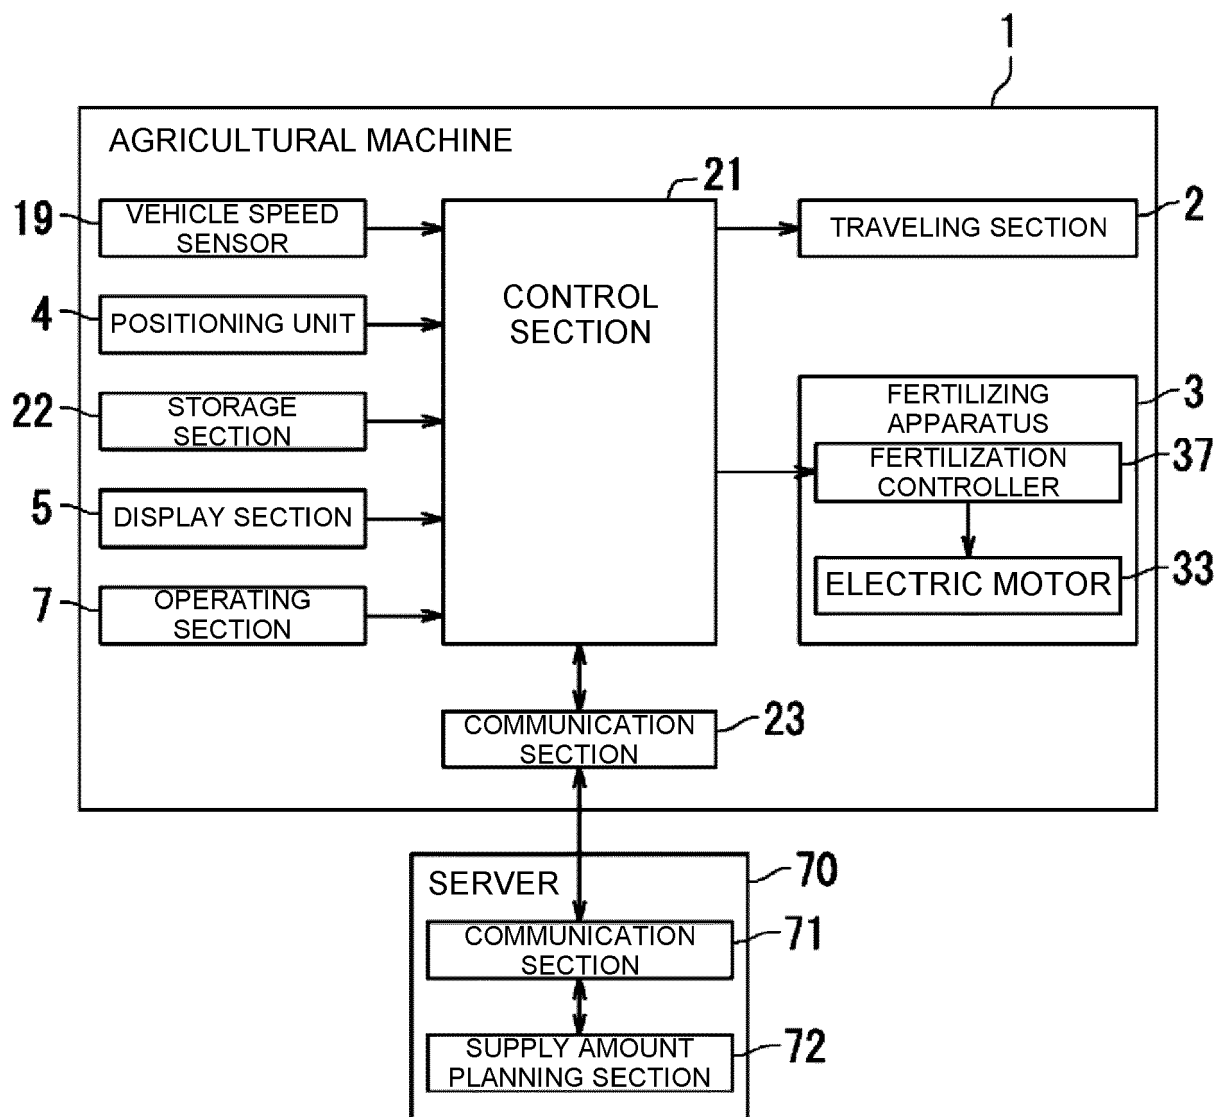 1
AGRICULTURAL MACHINE
19
VEHICLE SPEED
SENSOR
4
POSITIONING UNIT
22
STORAGE
SECTION
5
DISPLAY SECTION
7
OPERATING
SECTION
21
CONTROL
SECTION
2
TRAVELING SECTION
3
FERTILIZING
APPARATUS
FERTILIZATION
CONTROLLER
37
ELECTRIC MOTOR
33
COMMUNICATION
SECTION
23
SERVER
70
COMMUNICATION
SECTION
71
SUPPLY AMOUNT
PLANNING SECTION
72